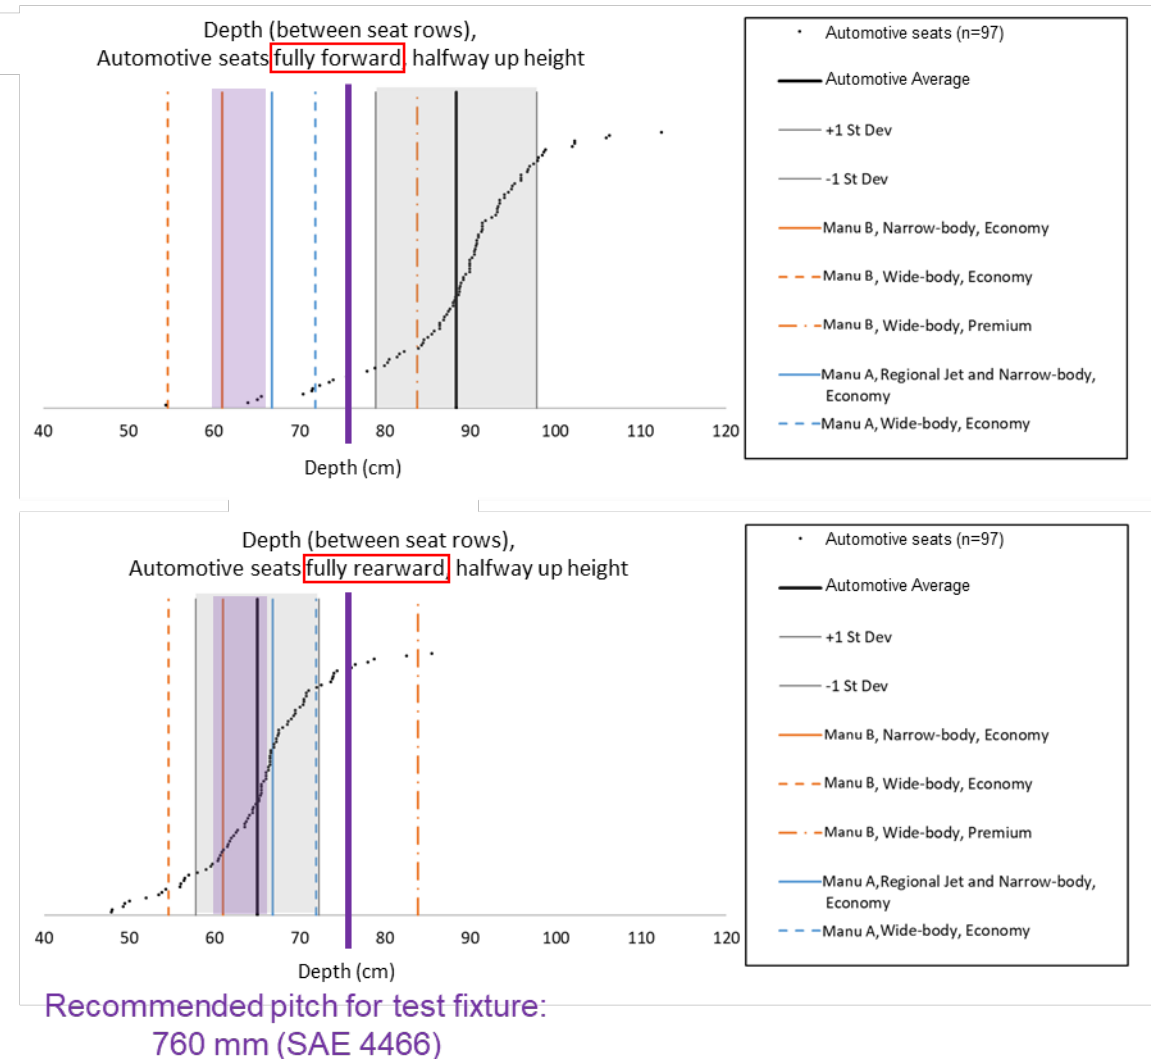 Depth (between seat rows),
Automotive seats fully forward, halfway up height
40 50 60 70 80 90 100 110 120
Depth (cm)
Automotive seats (n=97)
Automotive Average
+1 St Dev
-1 St Dev
Manu B, Narrow-body, Economy
Manu B, Wide-body, Economy
Manu B, Wide-body, Premium
Manu A, Regional Jet and Narrow-body,
Economy
Manu A, Wide-body, Economy
Depth (between seat rows),
Automotive seats fully rearward, halfway up height
40 50 60 70 80 90 100 110 120
Depth (cm)
Automotive seats (n=97)
Automotive Average
+1 St Dev
-1 St Dev
Manu B, Narrow-body, Economy
Manu B, Wide-body, Economy
Manu B, Wide-body, Premium
Manu A, Regional Jet and Narrow-body,
Economy
Manu A, Wide-body, Economy
Recommended pitch for test fixture:
760 mm (SAE 4466)